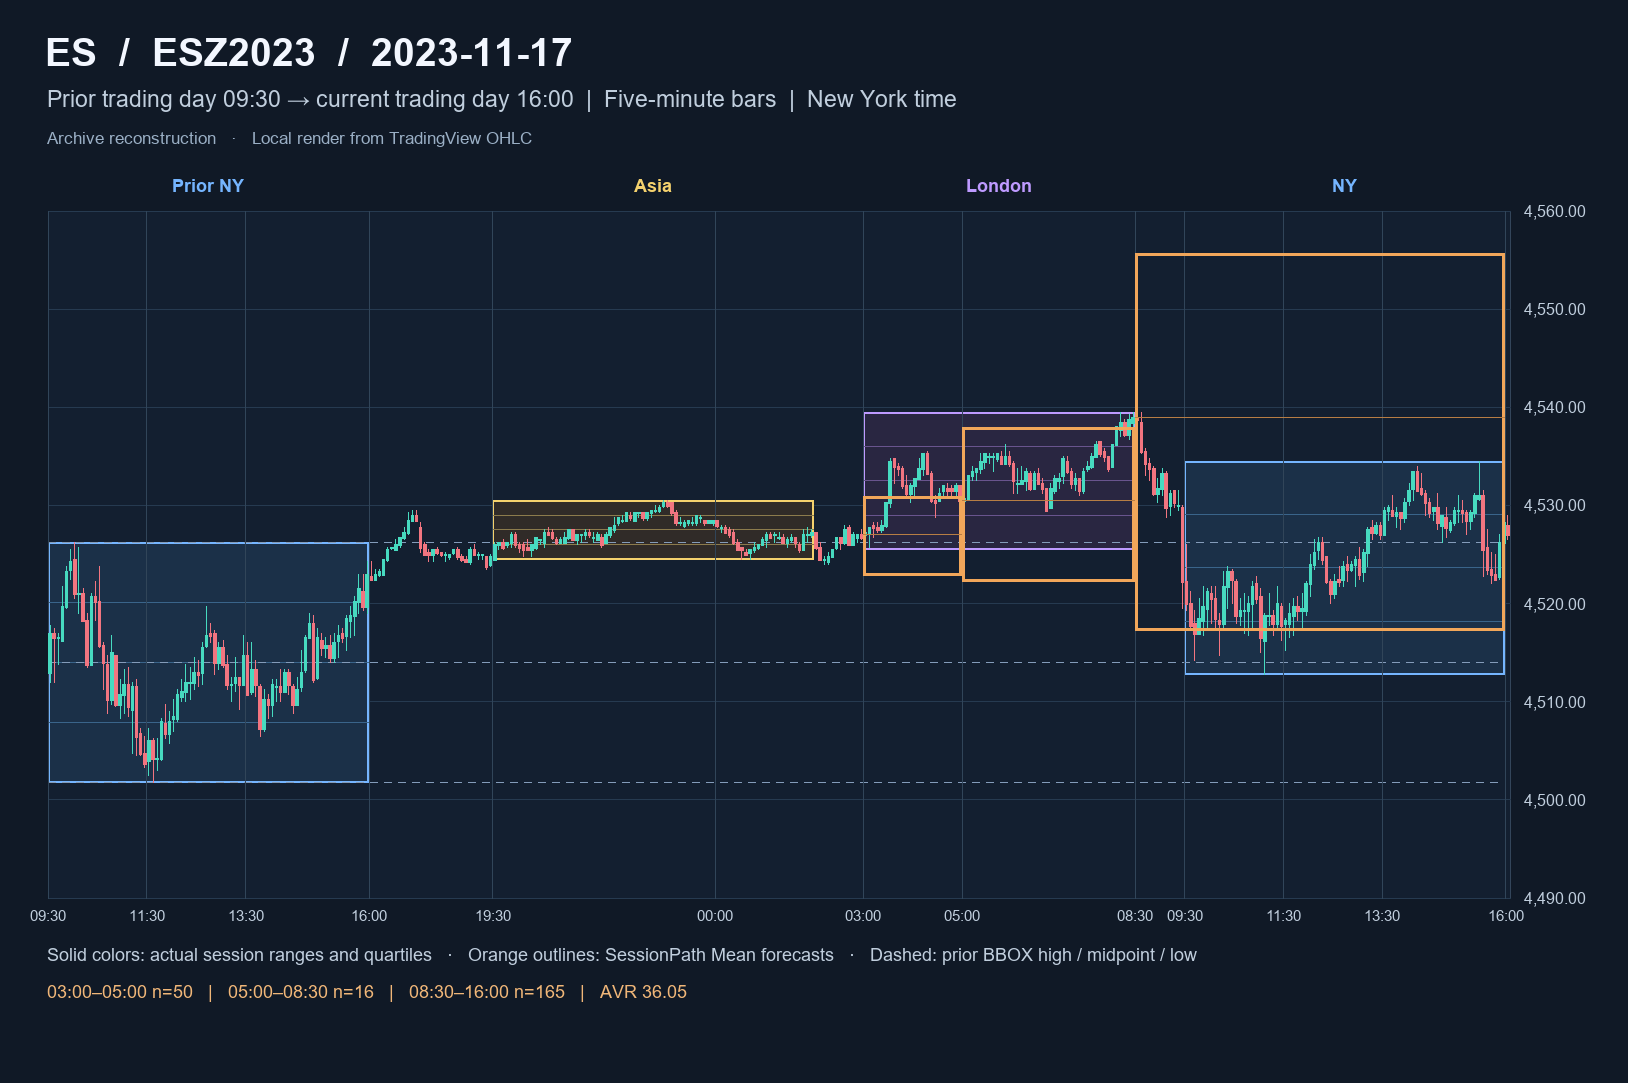 ES / ESZ2023 / 2023-11-17
Prior trading day 09:30 → current trading day 16:00 | Five-minute bars | New York time
Archive reconstruction · Local render from TradingView OHLC
Prior NY Asia London NY
4,560.00
4,550.00
4,540.00
4,530.00
4,520.00
4,510.00
4,500.00
4,490.00
09:30 11:30 13:30 16:00 19:30 00:00 03:00 05:00 08:30 09:30 11:30 13:30 16:00
Solid colors: actual session ranges and quartiles · Orange outlines: SessionPath Mean forecasts · Dashed: prior BBOX high / midpoint / low
03:00–05:00 n=50 | 05:00–08:30 n=16 | 08:30–16:00 n=165 | AVR 36.05